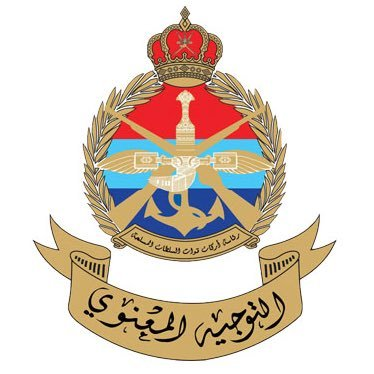 رئاسة أركان قوات السلطان المسلحة
التوجيه المعنوي